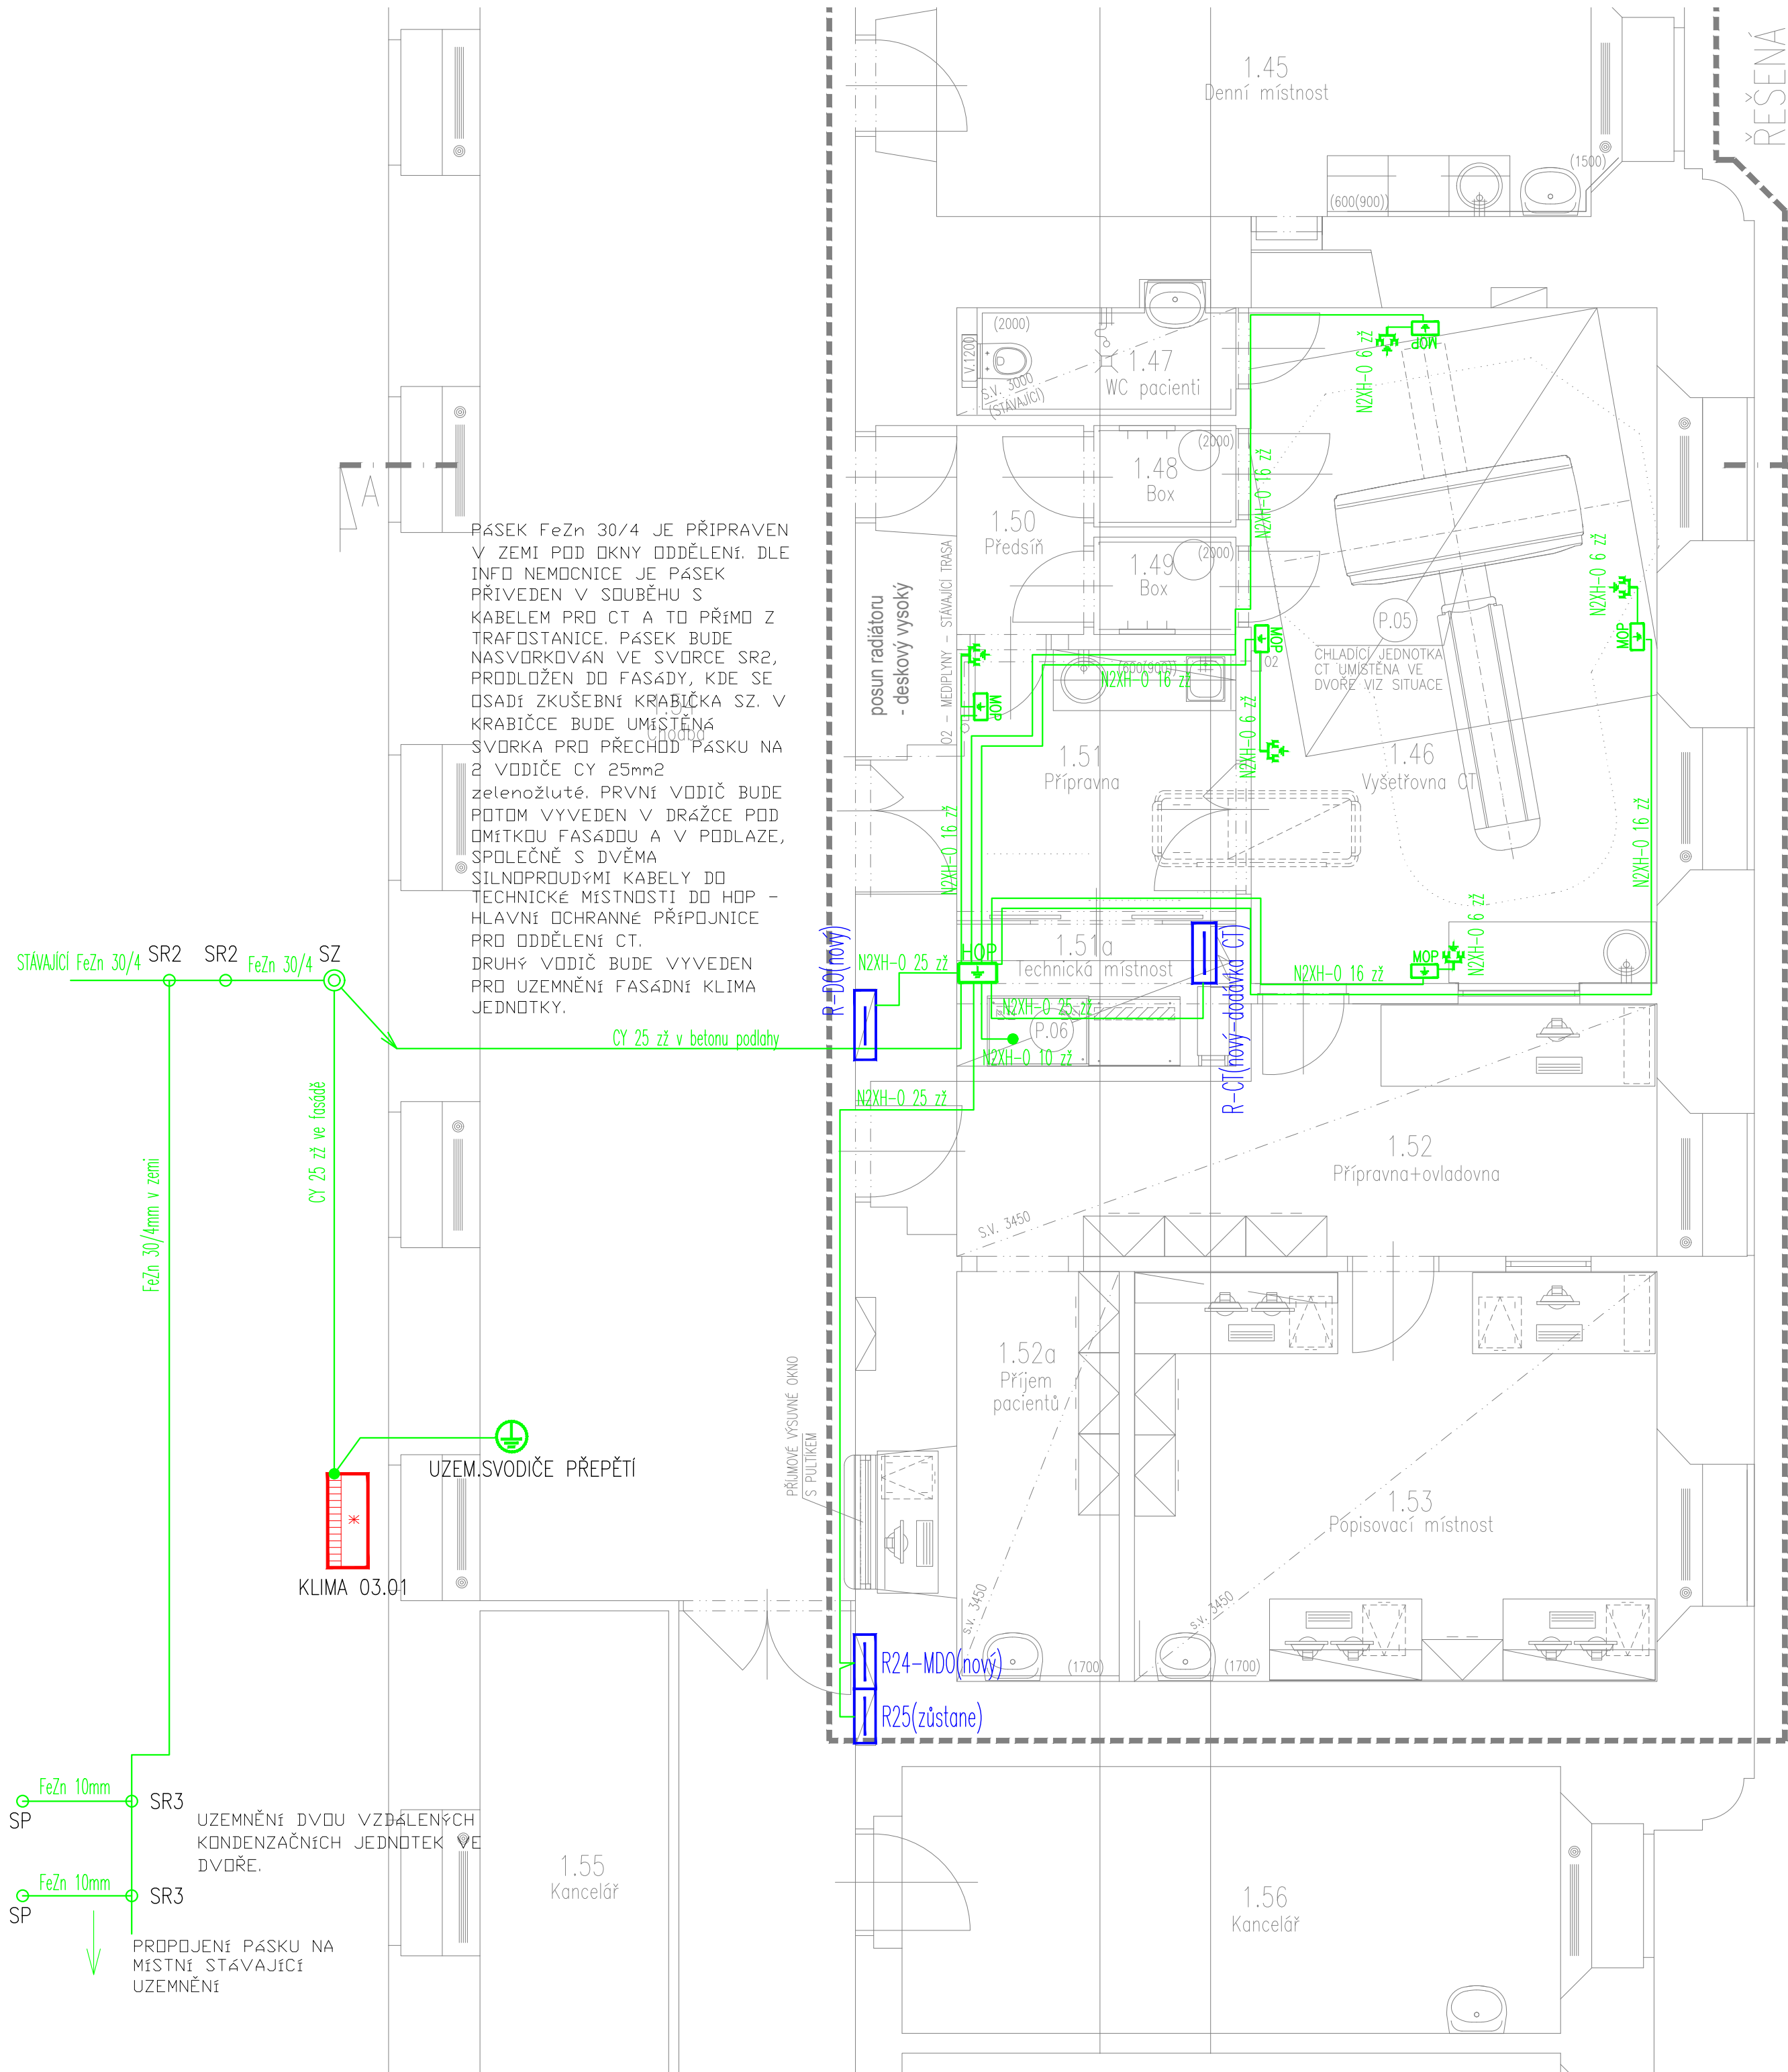 ŘEŠENÁ
1.45
Denní místnost
(1500)
(600(900))
(2000)
V.1200
1.47
WC pacienti
S.V. 3000
(STÁVAJÍCÍ)
MOP
N2XH-O 6 zž
(2000)
1.48
Box
N2XH-O 16 zž
A
1.50
Předsíň
(2000)
1.49
Box
PÁSEK FeZn 30/4 JE PŘIPRAVEN
V ZEMI POD OKNY ODDĚLENÍ. DLE
INFO NEMOCNICE JE PÁSEK
PŘIVEDEN V SOUBĚHU S
KABELEM PRO CT A TO PŘÍMO Z
TRAFOSTANICE. PÁSEK BUDE
NASVORKOVÁN VE SVORCE SR2,
PRODLOŽEN DO FASÁDY, KDE SE
OSADÍ ZKUŠEBNÍ KRABIČKA SZ. V
KRABIČCE BUDE UMÍSTĚNA
SVORKA PRO PŘECHOD PÁSKU NA
2 VODIČE CY 25mm2
zelenožluté. PRVNÍ VODIČ BUDE
POTOM VYVEDEN V DRÁŽCE POD
OMÍTKOU FASÁDOU A V PODLAZE,
SPOLEČNĚ S DVĚMA
SILNOPROUDÝMI KABELY DO
TECHNICKÉ MÍSTNOSTI DO HOP -
HLAVNÍ OCHRANNÉ PŘÍPOJNICE
PRO ODDĚLENÍ CT.
DRUHÝ VODIČ BUDE VYVEDEN
PRO UZEMNĚNÍ FASÁDNÍ KLIMA
JEDNOTKY.
1.54
Chodba
posun radiátoru
- deskový vysoky
O2 - MEDIPLYNY - STÁVAJÍCÍ TRASA
MOP
(600(900))
N2XH-O 16 zž
MOP
O2
P.05
CHLADÍCÍ JEDNOTKA
CT UMÍSTĚNA VE
DVOŘE VIZ SITUACE
N2XH-O 6 zž
MOP
N2XH-O 6 zž
1.51
Přípravna
1.46
Vyšetřovna CT
N2XH-O 16 zž
N2XH-O 16 zž
N2XH-O 6 zž
MOP
N2XH-O 16 zž
STÁVAJÍCÍ FeZn 30/4
SR2
SR2
FeZn 30/4
SZ
R-DO(nový)
N2XH-O 25 zž
HOP
1.51a
Technická místnost
R-CT(nový-dodávka CT)
N2XH-O 25 zž
P.06
N2XH-O 10 zž
CY 25 zž v betonu podlahy
N2XH-O 25 zž
CY 25 zž ve fasádě
FeZn 30/4mm v zemi
1.52
Přípravna+ovladovna
S.V. 3450
1.52a
Příjem
pacientů
PŘÍJMOVÉ VÝSUVNÉ OKNO
S PULTÍKEM
UZEM.SVODIČE PŘEPĚTÍ
1.53
Popisovací místnost
KLIMA 03.01
s.v. 3450
s.v. 3450
R24-MDO(nový)
(1700)
(1700)
R25(zůstane)
FeZn 10mm
SP
SR3
UZEMNĚNÍ DVOU VZDÁLENÝCH
KONDENZAČNÍCH JEDNOTEK VE
DVOŘE.
FeZn 10mm
SP
SR3
1.55
Kancelář
1.56
Kancelář
PROPOJENÍ PÁSKU NA
MÍSTNÍ STÁVAJÍCÍ
UZEMNĚNÍ